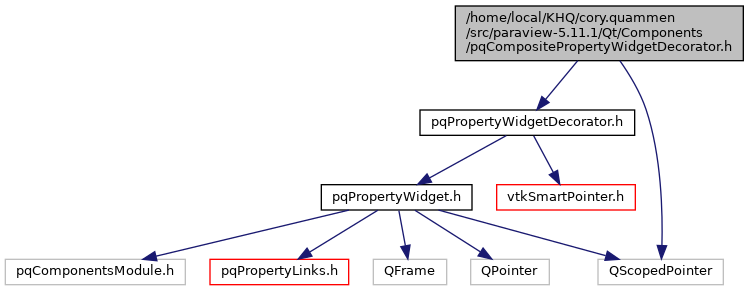 /home/local/KHQ/cory.quammen
/src/paraview-5.11.1/Qt/Components
/pqCompositePropertyWidgetDecorator.h
pqPropertyWidgetDecorator.h
pqPropertyWidget.h
vtkSmartPointer.h
pqComponentsModule.h
pqPropertyLinks.h
QFrame
QPointer
QScopedPointer